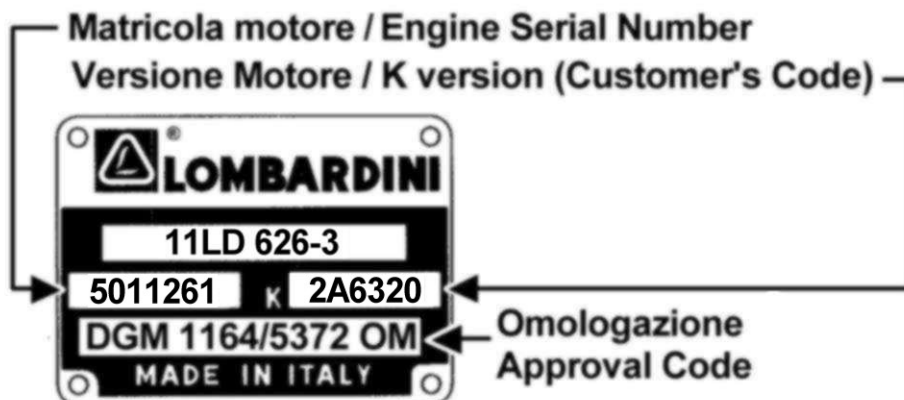 Matricola motore / Engine Serial Number
Versione Motore / K version (Customer's Code)
® LOMBARDINI
11LD 626-3
5011261 K 2A6320
DGM 1164/5372 OM
MADE IN ITALY
Omologazione
Approval Code